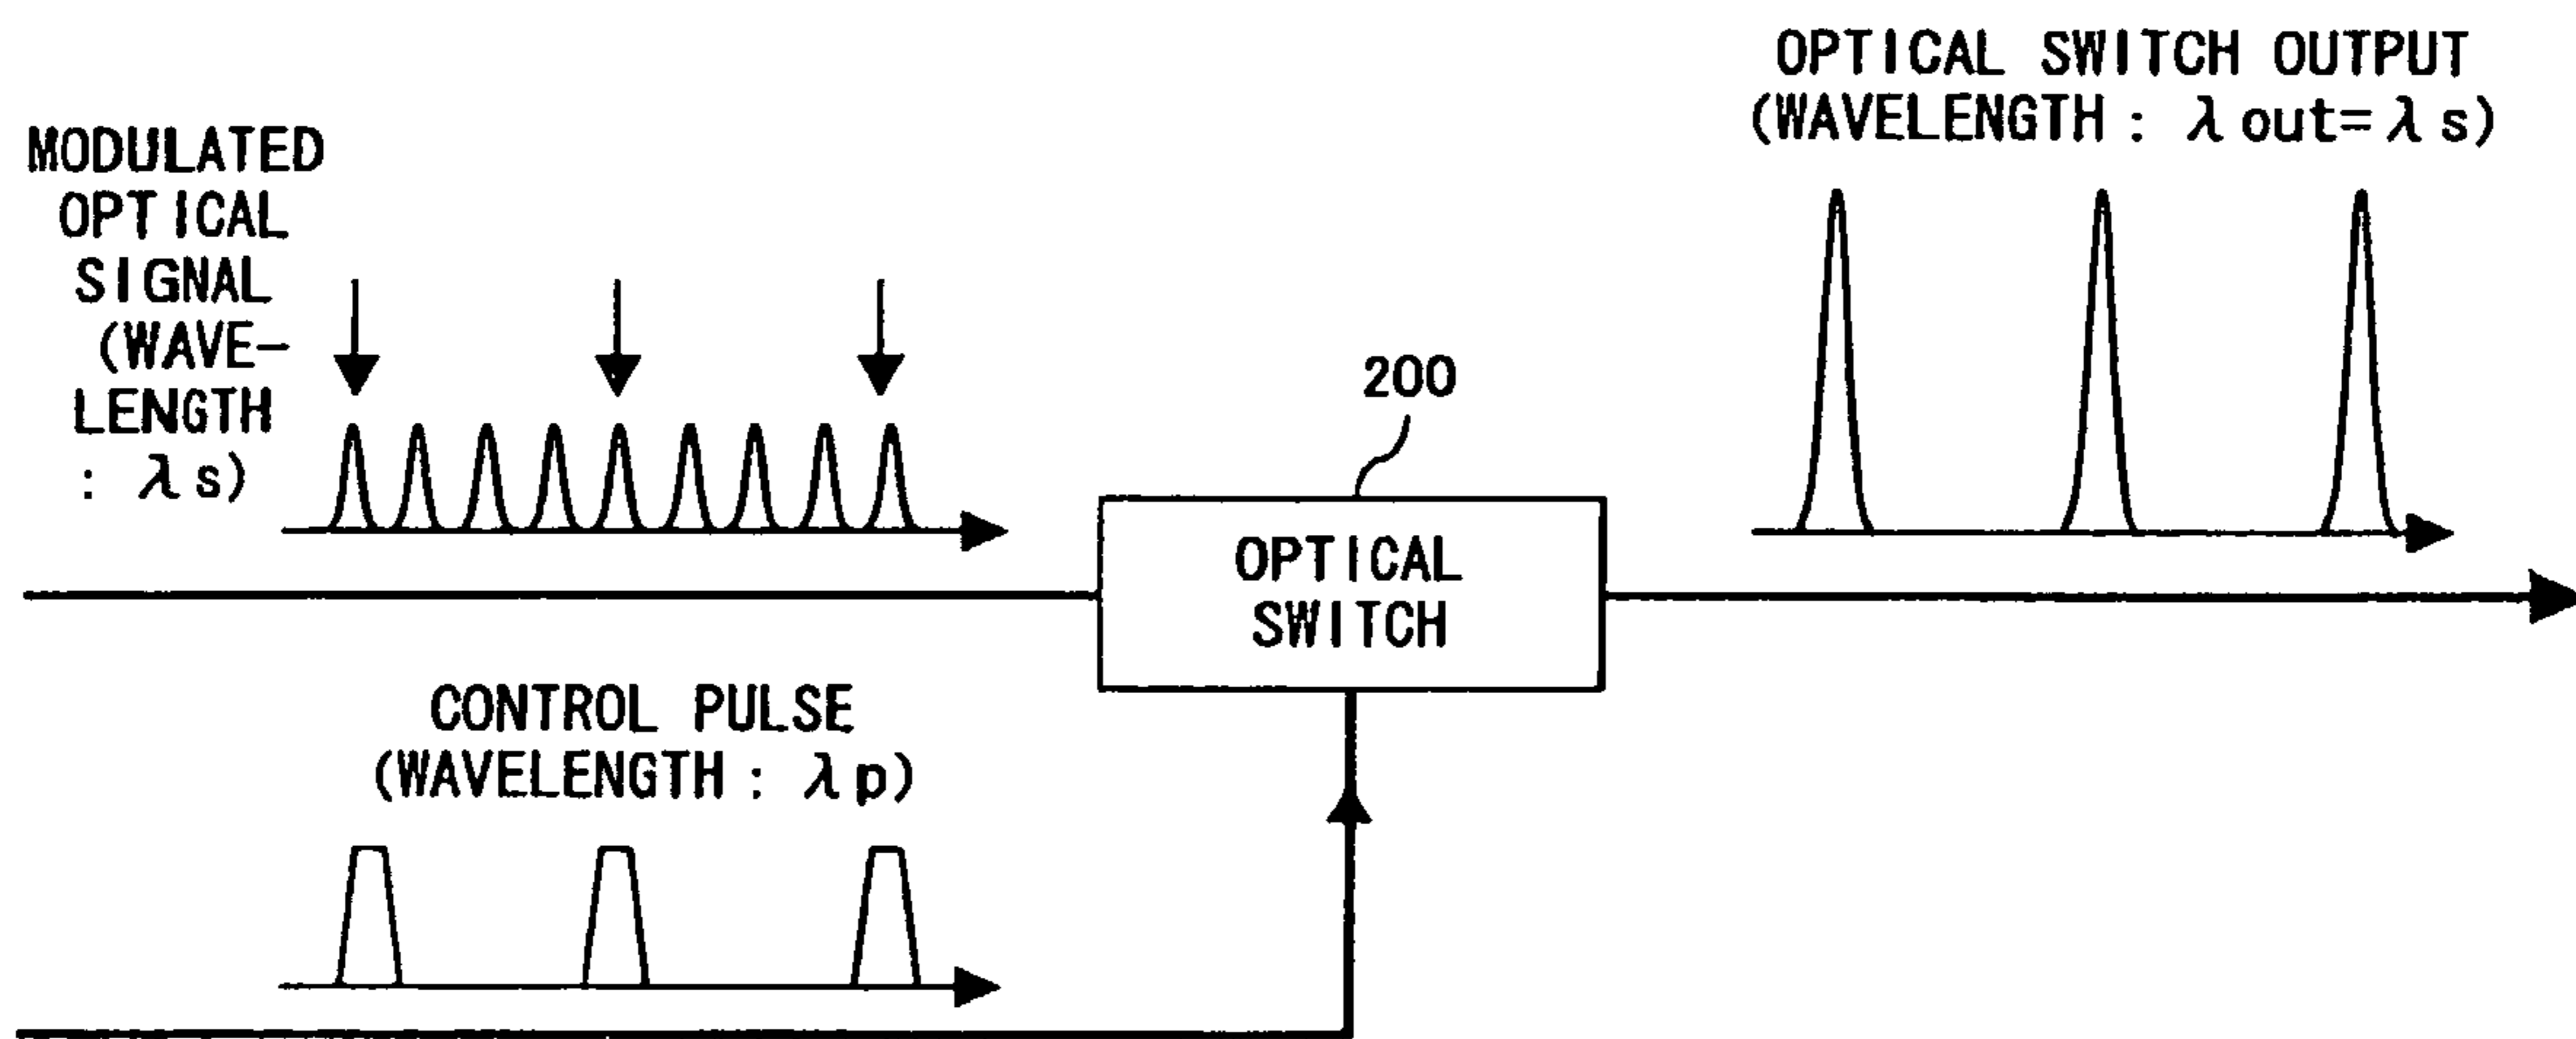 OPTICAL SWITCH OUTPUT
(WAVELENGTH : λout=λs)
MODULATED
OPTICAL
SIGNAL
(WAVE-
LENGTH
: λs)
200
OPTICAL
SWITCH
CONTROL PULSE
(WAVELENGTH : λp)